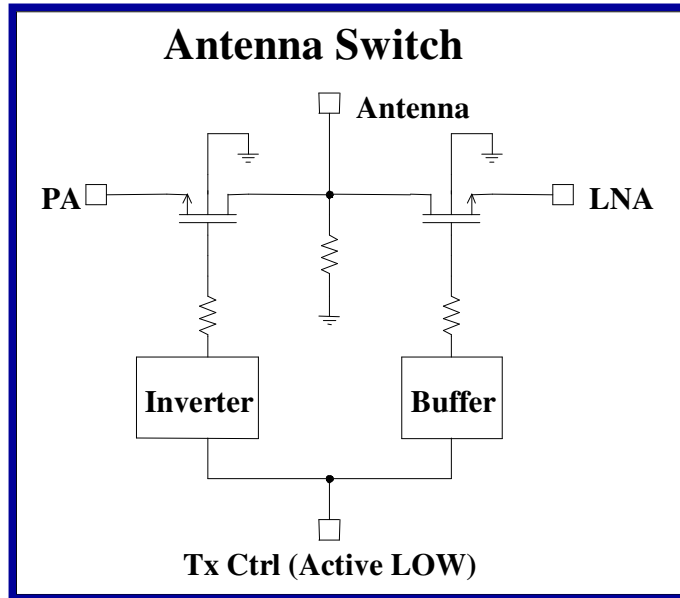 Antenna Switch
Antenna
PA
LNA
Inverter
Buffer
Tx Ctrl (Active LOW)